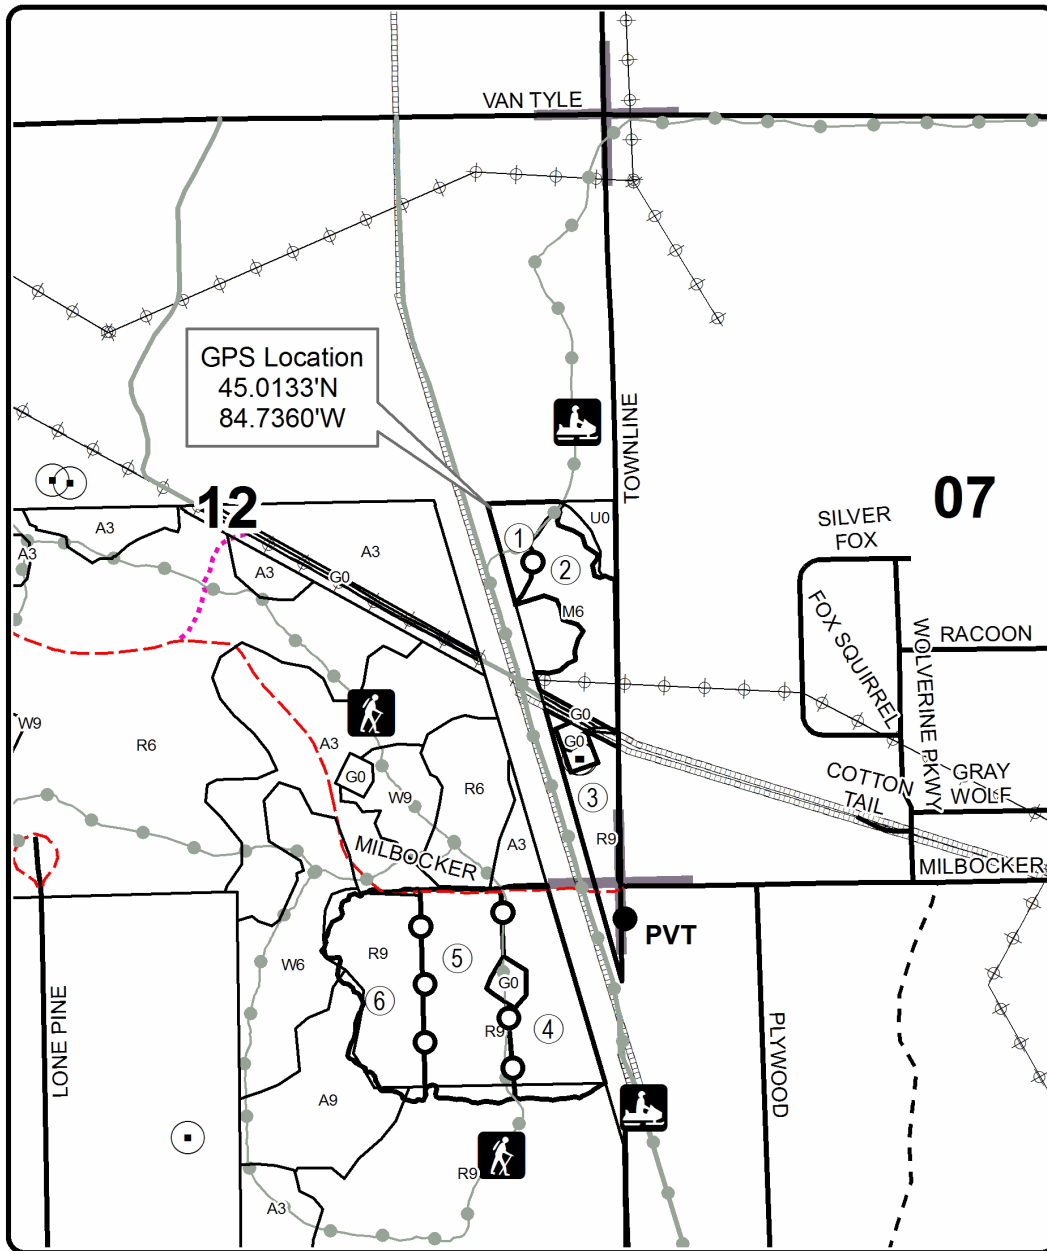 VAN TYLE
GPS Location
45.0133'N
84.7360'W
TOWNLINE
12
07
A3
A3
A3
A3
G0
U0
1
2
M6
SILVER
FOX
FOX SQUIRREL
WOLVERINE PKWY
RACOON
W9
R6
A3
G0
W9
R6
A3
G0
G0
3
R9
COTTON
TAIL
GRAY
WOLF
MILBOCKER
MILBOCKER
PVT
R9
5
G0
W6
6
R9
4
LONE PINE
PLYWOOD
A9
R9
A3